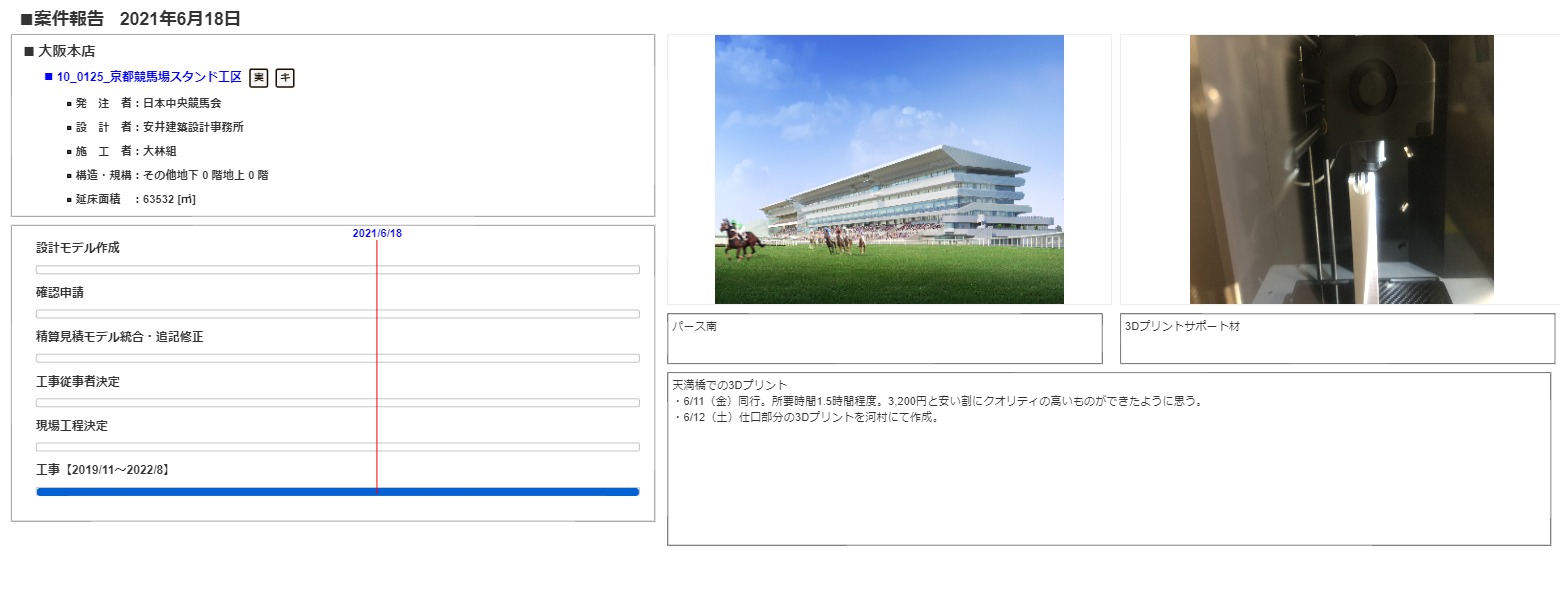 ■案件報告　2021年6月18日
■ 大阪本店
■ 10_0125_京都競馬場スタンド工区 実 キ
■ 発　注　者：日本中央競馬会
■ 設　計　者：安井建築設計事務所
■ 施　工　者：大林組
■ 構造・規構：その他地下 0 階地上 0 階
■ 延床面積　：63532 [㎡]
2021/6/18
設計モデル作成
確認申請
精算見積モデル統合・追記修正
工事従事者決定
現場工程決定
工事【2019/11～2022/8】
パース南
3Dプリントサポート材
天満橋での3Dプリント
・6/11（金）同行。所要時間1.5時間程度。3,200円と安い割にクオリティの高いものができたように思う。
・6/12（土）仕口部分の3Dプリントを河村にて作成。